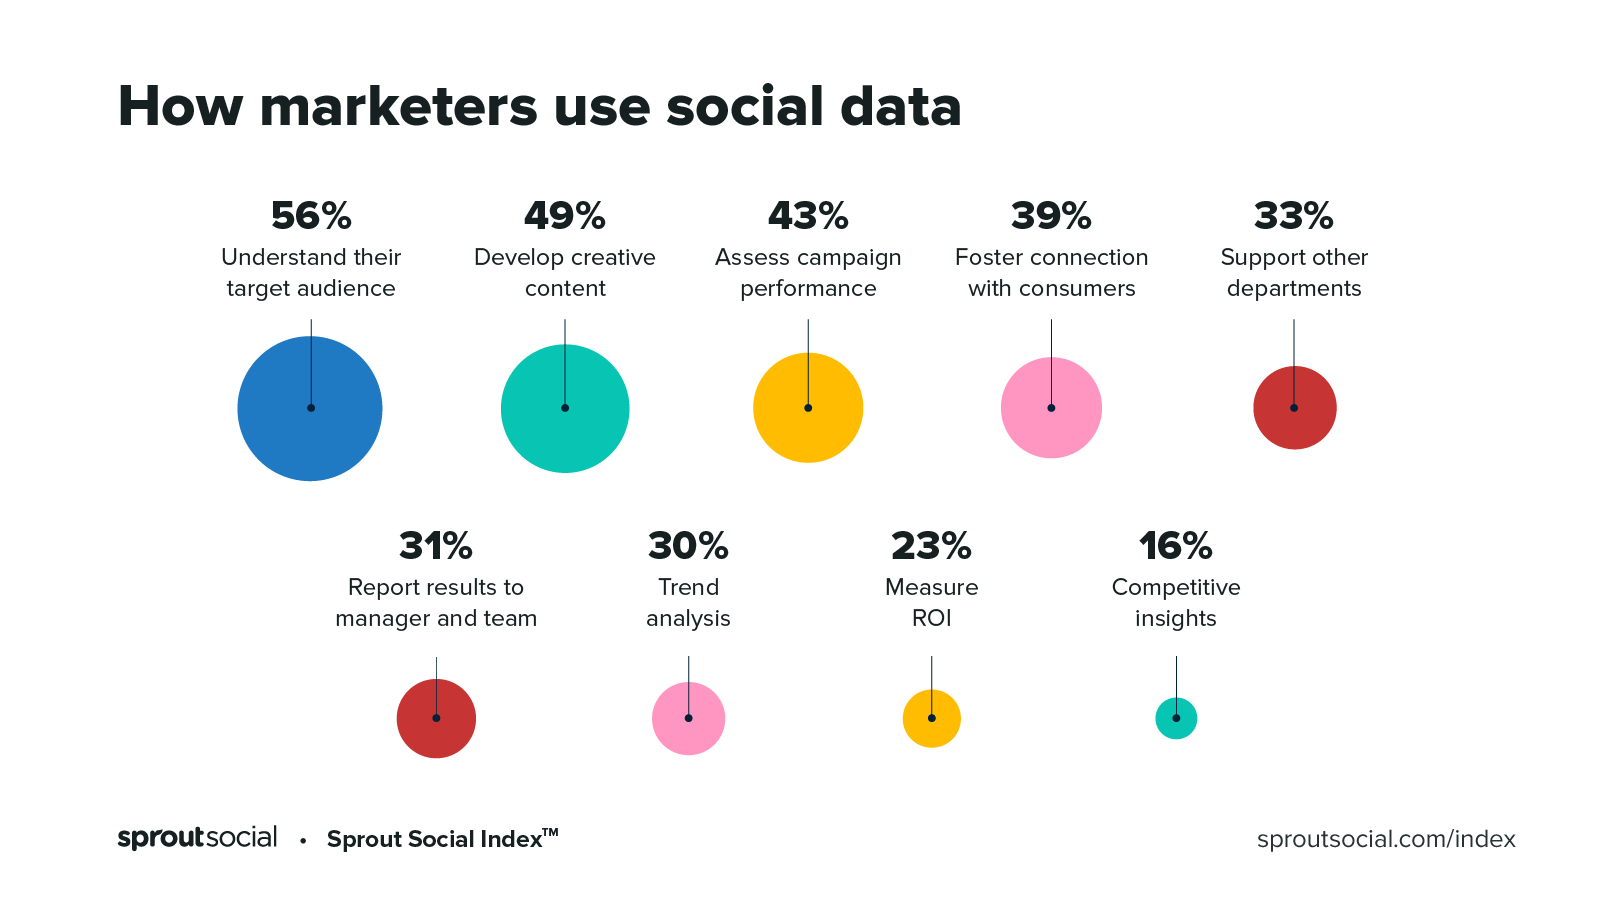 How marketers use social data
56%
Understand their
target audience
49%
Develop creative
content
43%
Assess campaign
performance
39%
Foster connection
with consumers
33%
Support other
departments
31%
Report results to
manager and team
30%
Trend
analysis
23%
Measure
ROI
16%
Competitive
insights
sproutsocial • Sprout Social Index™
sproutsocial.com/index